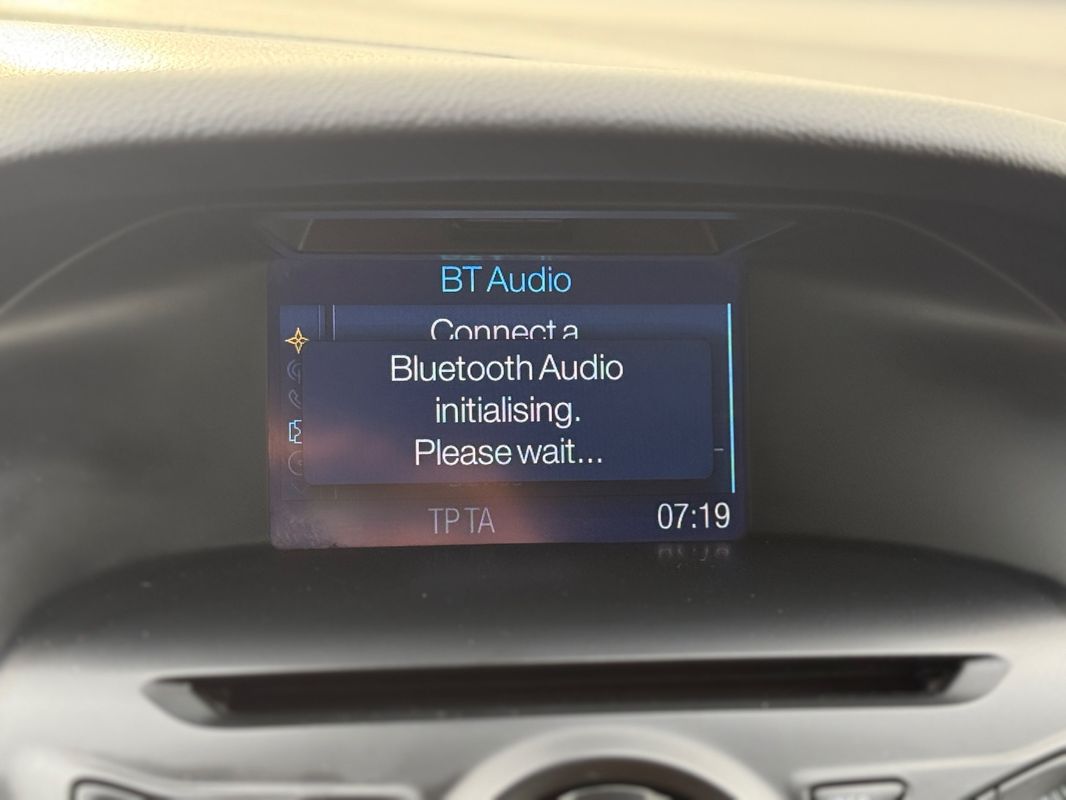 BT Audio
Connect a
Bluetooth Audio
initialising.
Please wait...
TP TA
07:19